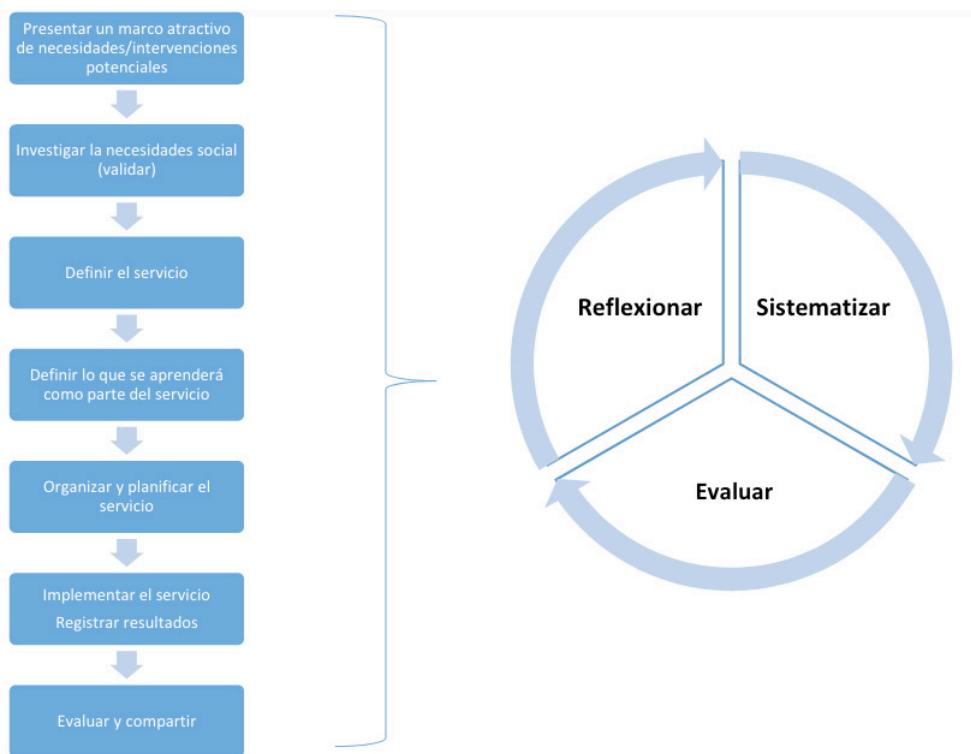 Presentar un marco atractivo
de necesidades/intervenciones
potenciales
Investigar la necesidades social
(validar)
Definir el servicio
Definir lo que se aprenderá
como parte del servicio
Organizar y planificar el
servicio
Implementar el servicio
Registrar resultados
Evaluar y compartir
Reflexionar
Sistematizar
Evaluar